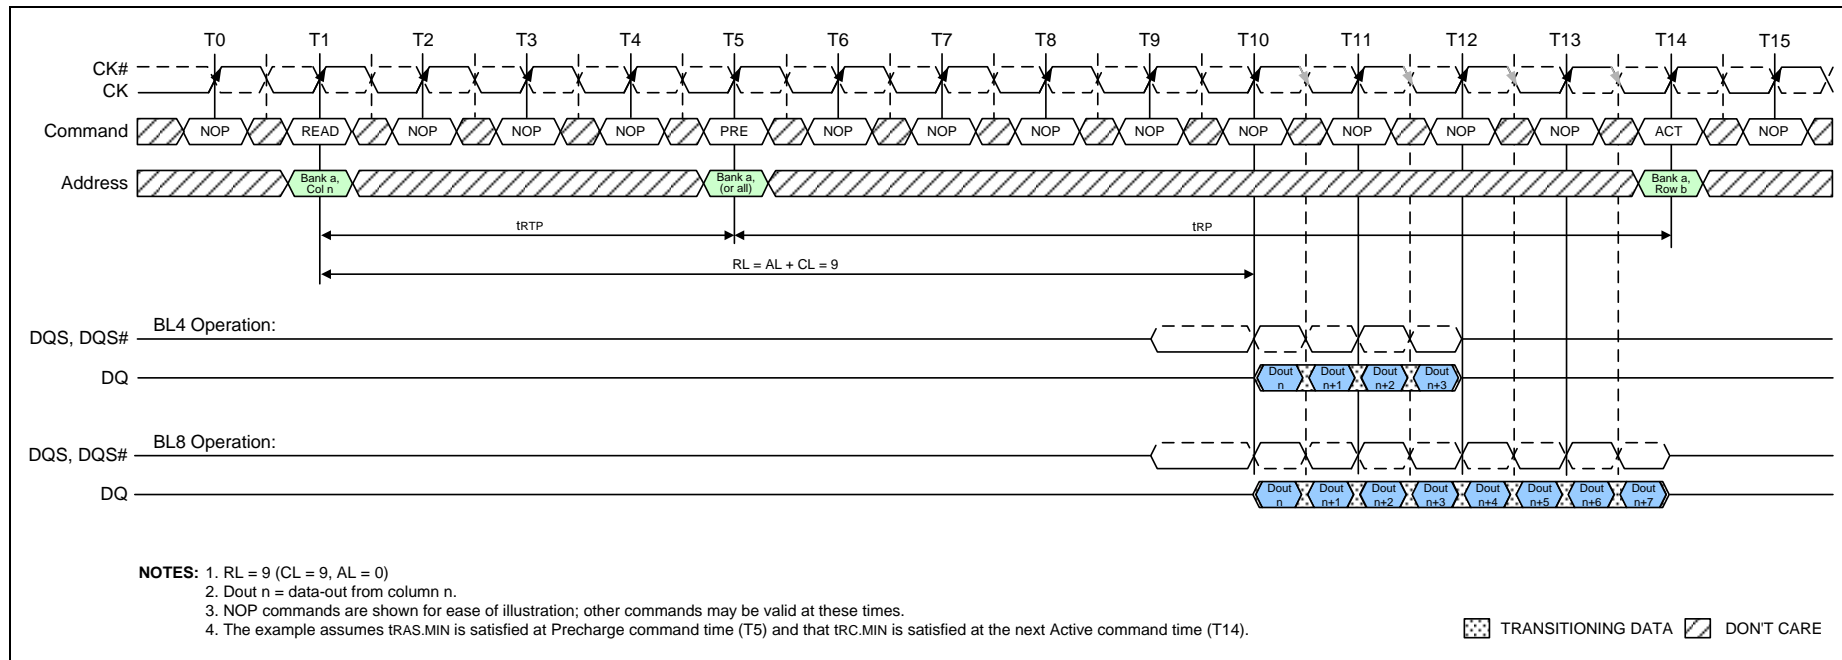 T0 T1 T2 T3 T4 T5 T6 T7 T8 T9 T10 T11 T12 T13 T14 T15
CK#
CK
Command NOP READ NOP NOP NOP PRE NOP NOP NOP NOP NOP NOP NOP NOP ACT NOP
Address Bank a, Col n Bank a, (or all) Bank a, Row b
tRTP tRP
RL = AL + CL = 9
BL4 Operation:
DQS, DQS#
DQ Dout n Dout n+1 Dout n+2 Dout n+3
BL8 Operation:
DQS, DQS#
DQ Dout n Dout n+1 Dout n+2 Dout n+3 Dout n+4 Dout n+5 Dout n+6 Dout n+7
NOTES: 1. RL = 9 (CL = 9, AL = 0)
2. Dout n = data-out from column n.
3. NOP commands are shown for ease of illustration; other commands may be valid at these times.
4. The example assumes tRAS.MIN is satisfied at Precharge command time (T5) and that tRC.MIN is satisfied at the next Active command time (T14).
TRANSITIONING DATA DON'T CARE